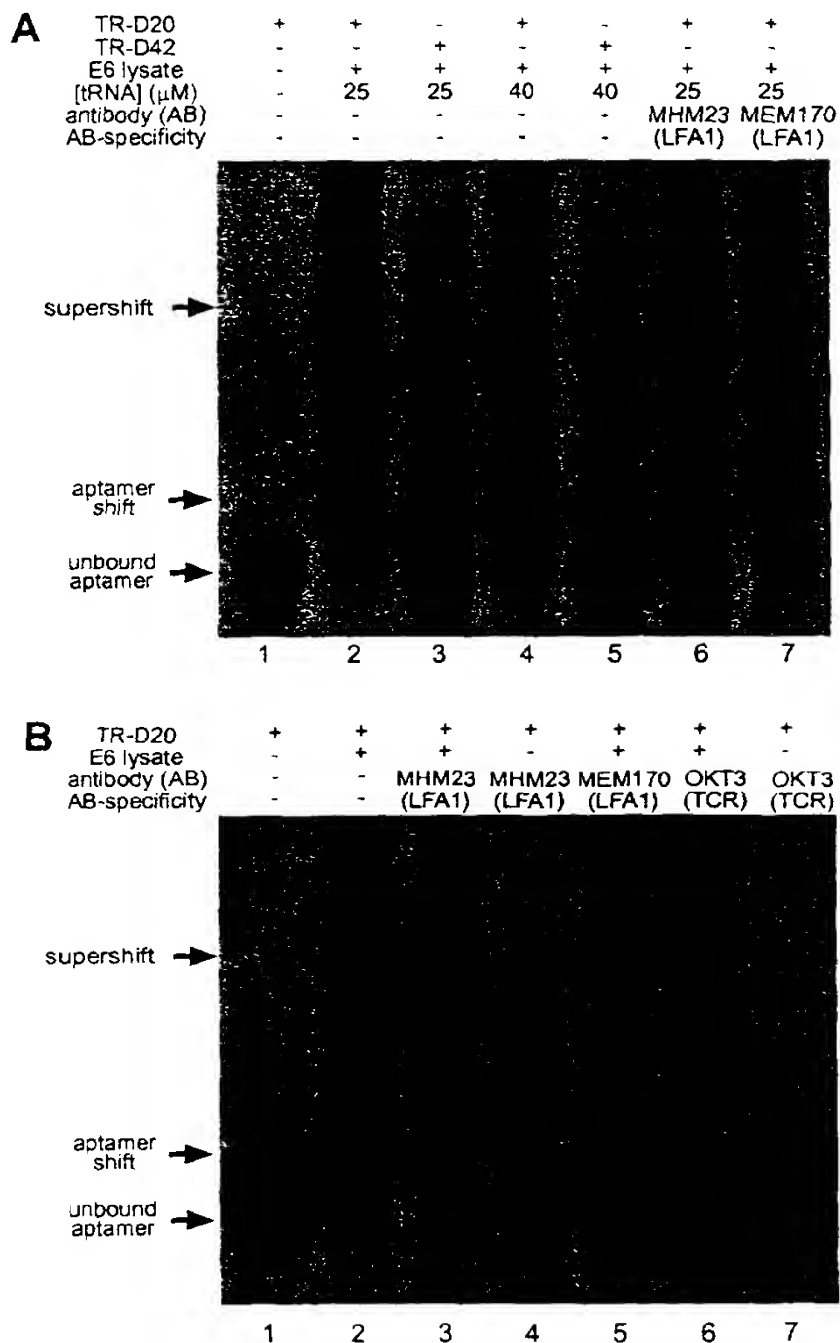 A
TR-D20 + + - + - + +
TR-D42 - - + - + - -
E6 lysate - + + + + + +
[tRNA] (µM) - 25 25 40 40 25 25
antibody (AB) - - - - - MHM23 MEM170
AB-specificity - - - - - (LFA1) (LFA1)
supershift
aptamer
shift
unbound
aptamer
1 2 3 4 5 6 7
B
TR-D20 + + + + + + +
E6 lysate - + + - + + -
antibody (AB) - - MHM23 MHM23 MEM170 OKT3 OKT3
AB-specificity - - (LFA1) (LFA1) (LFA1) (TCR) (TCR)
supershift
aptamer
shift
unbound
aptamer
1 2 3 4 5 6 7